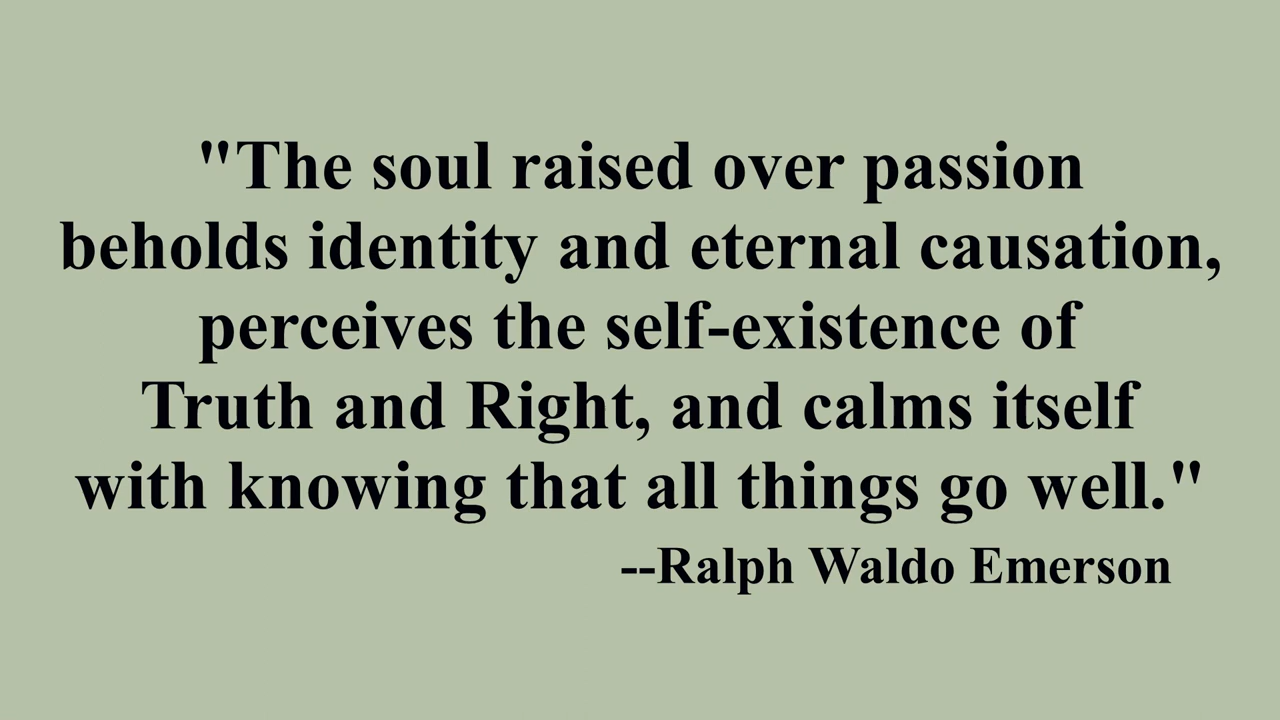 "The soul raised over passion
beholds identity and eternal causation,
perceives the self-existence of
Truth and Right, and calms itself
with knowing that all things go well."
--Ralph Waldo Emerson